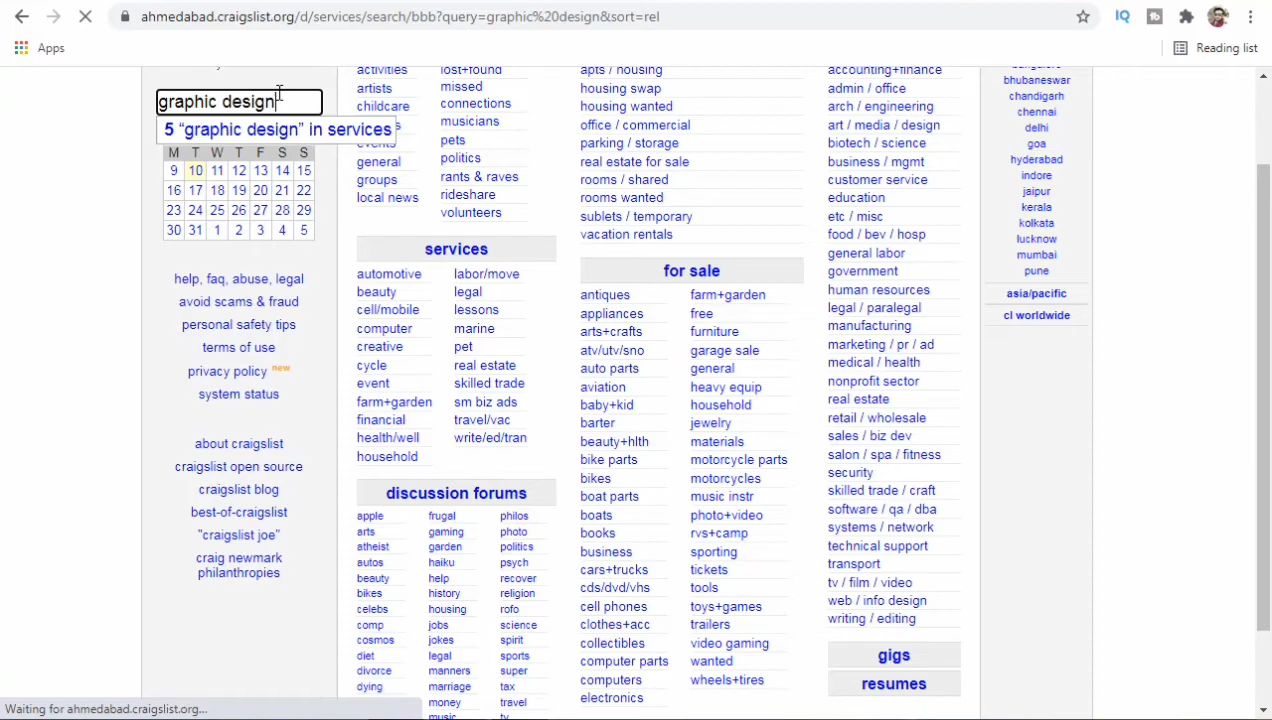 ahmedabad.craigslist.org/d/services/search/bbb?query=graphic%20design&sort=rel
Apps
Reading list
graphic design
5 “graphic design” in services
M T W T F S S
9 10 11 12 13 14 15
16 17 18 19 20 21 22
23 24 25 26 27 28 29
30 31 1 2 3 4 5
help, faq, abuse, legal
avoid scams & fraud
personal safety tips
terms of use
privacy policy new
system status
about craigslist
craigslist open source
craigslist blog
best-of-craigslist
"craigslist joe"
craig newmark
philanthropies
activities
artists
childcare
general
groups
local news
lost+found
missed
connections
musicians
pets
politics
rants & raves
rideshare
volunteers
services
automotive
beauty
cell/mobile
computer
creative
cycle
event
farm+garden
financial
health/well
household
labor/move
legal
lessons
marine
pet
real estate
skilled trade
sm biz ads
travel/vac
write/ed/tran
discussion forums
apple
arts
atheist
autos
beauty
bikes
celebs
comp
cosmos
diet
divorce
dying
frugal
gaming
garden
haiku
help
history
housing
jobs
jokes
legal
manners
marriage
money
music
philos
photo
politics
psych
recover
religion
rofo
science
spirit
sports
super
tax
travel
tv
apts / housing
housing swap
housing wanted
office / commercial
parking / storage
real estate for sale
rooms / shared
rooms wanted
sublets / temporary
vacation rentals
for sale
antiques
appliances
arts+crafts
atv/utv/sno
auto parts
aviation
baby+kid
barter
beauty+hlth
bike parts
bikes
boat parts
boats
books
business
cars+trucks
cds/dvd/vhs
cell phones
clothes+acc
collectibles
computer parts
computers
electronics
farm+garden
free
furniture
garage sale
general
heavy equip
household
jewelry
materials
motorcycle parts
motorcycles
music instr
photo+video
rvs+camp
sporting
tickets
tools
toys+games
trailers
video gaming
wanted
wheels+tires
accounting+finance
admin / office
arch / engineering
art / media / design
biotech / science
business / mgmt
customer service
education
etc / misc
food / bev / hosp
general labor
government
human resources
legal / paralegal
manufacturing
marketing / pr / ad
medical / health
nonprofit sector
real estate
retail / wholesale
sales / biz dev
salon / spa / fitness
security
skilled trade / craft
software / qa / dba
systems / network
technical support
transport
tv / film / video
web / info design
writing / editing
gigs
resumes
bhubaneswar
chandigarh
chennai
delhi
goa
hyderabad
indore
jaipur
kerala
kolkata
lucknow
mumbai
pune
asia/pacific
cl worldwide
Waiting for ahmedabad.craigslist.org...